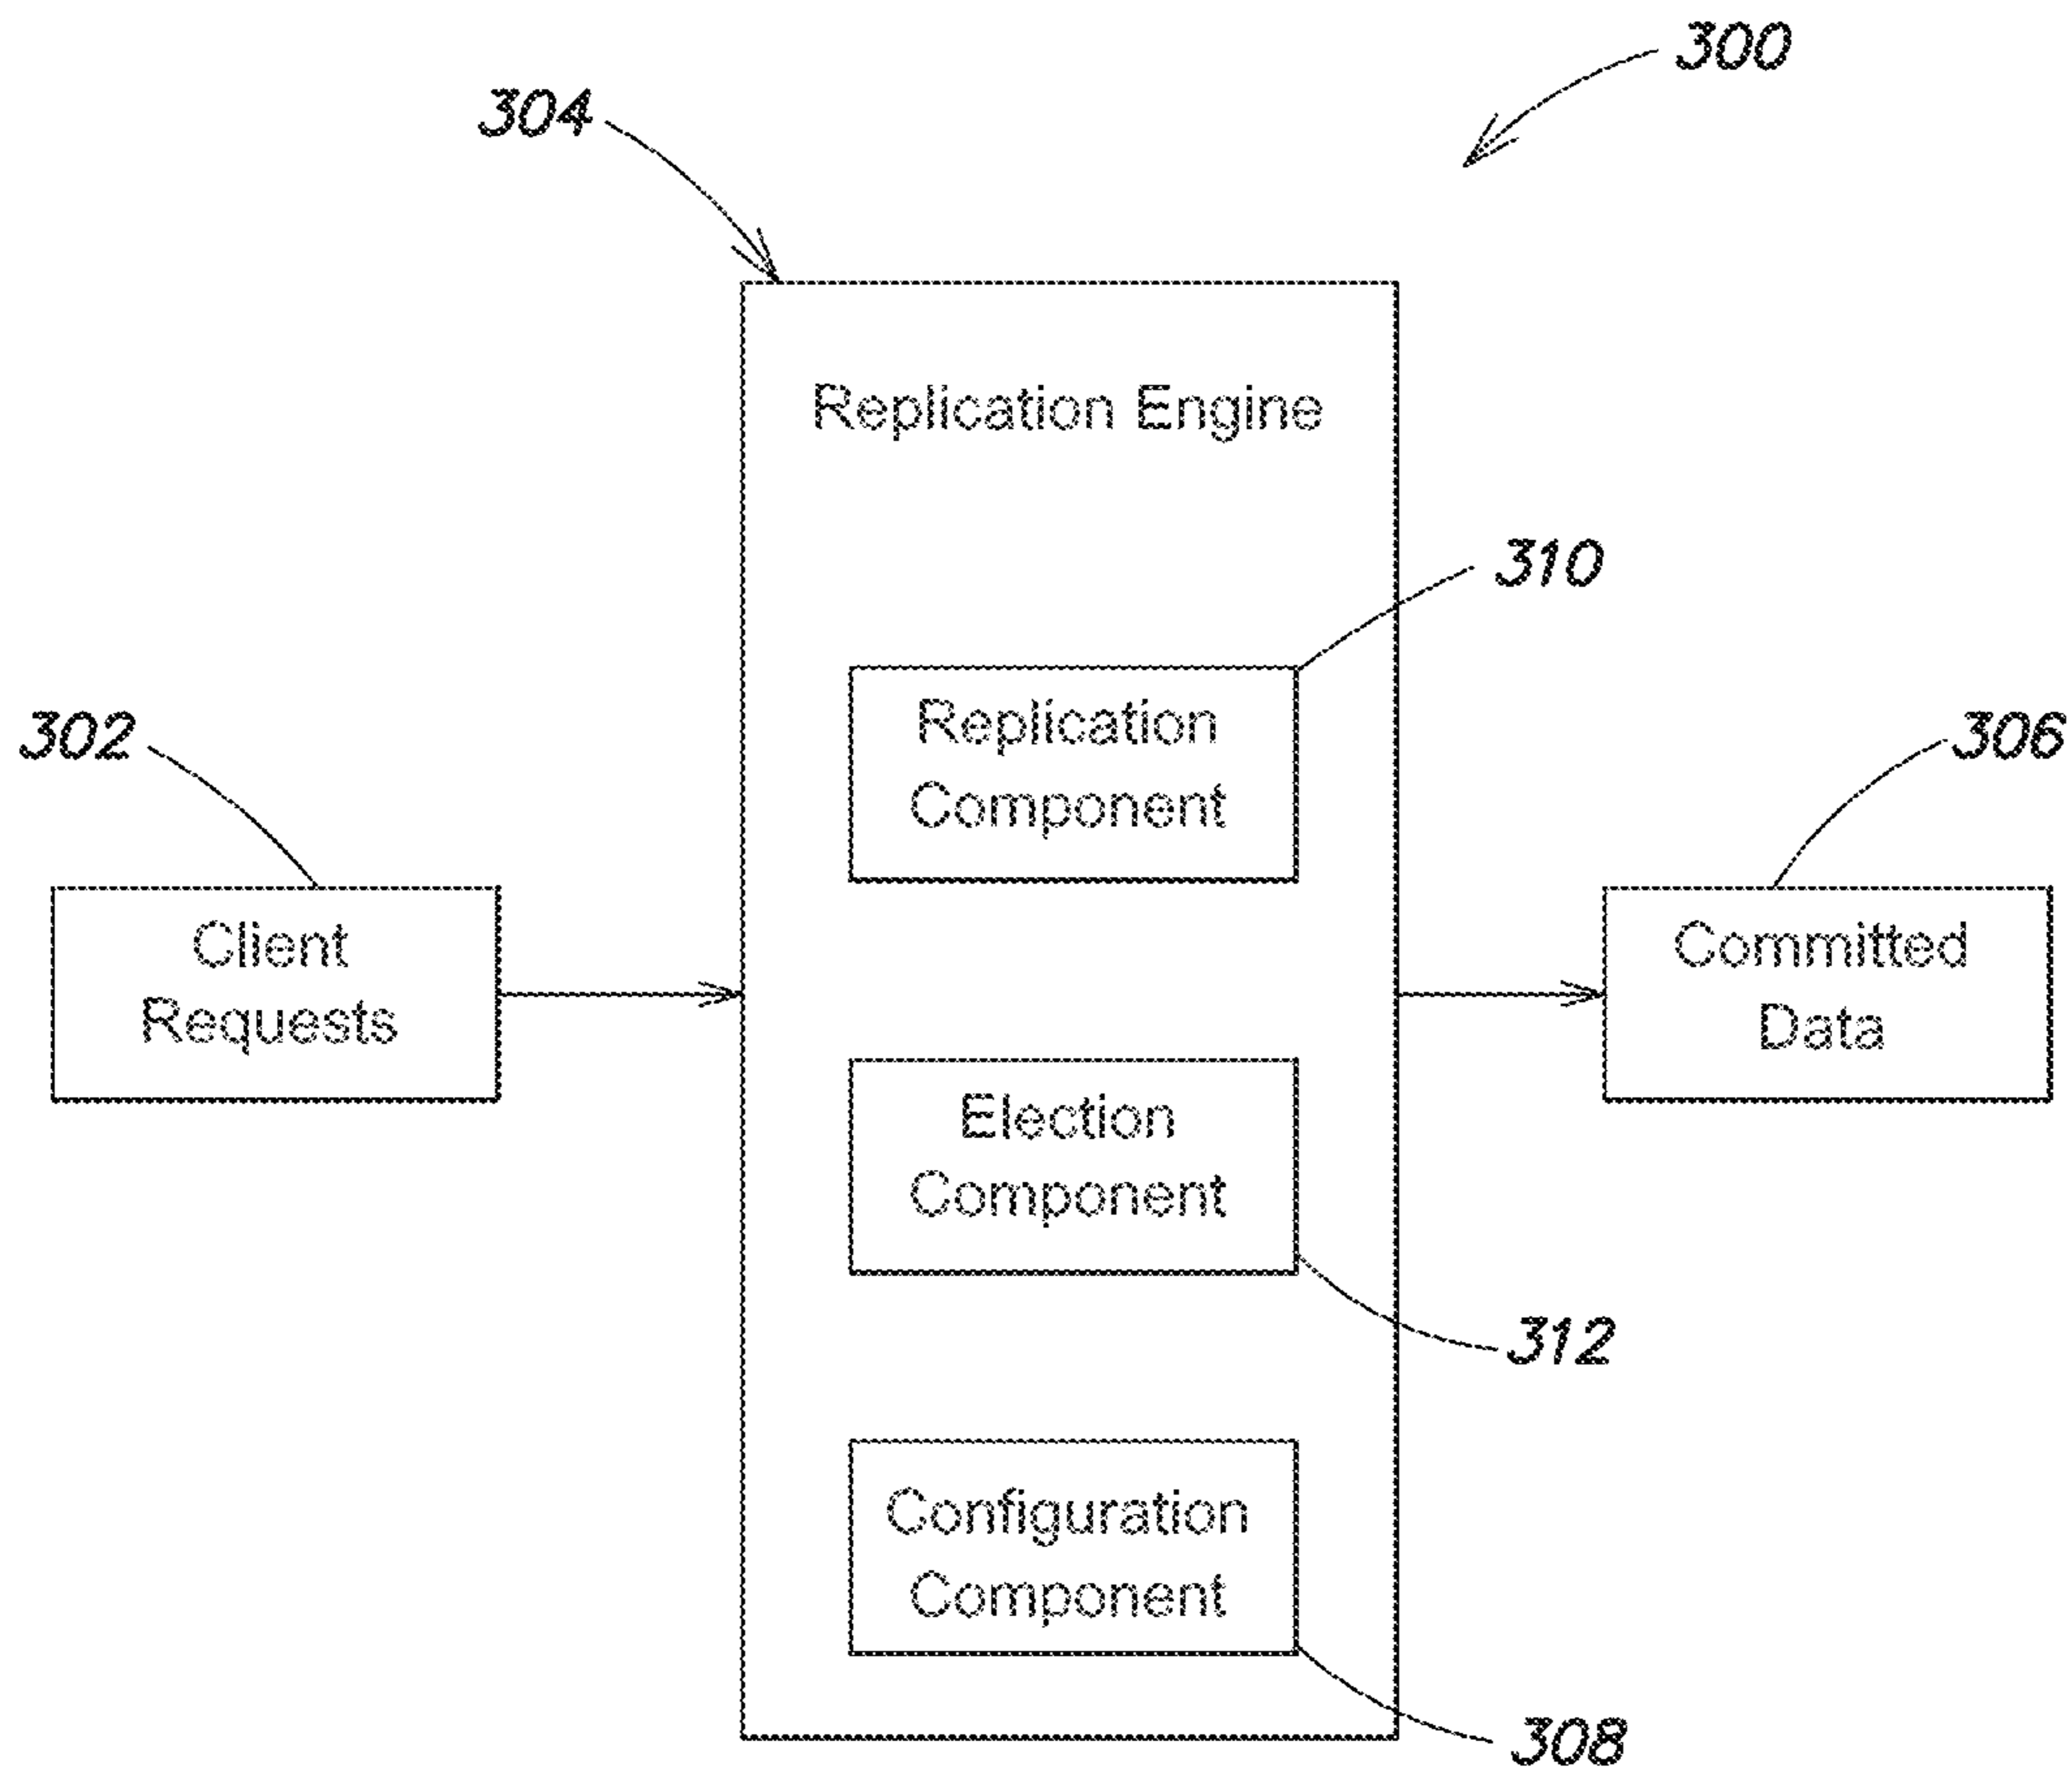 300
304
Replication Engine
310
Replication
Component
302
306
Client
Requests
Committed
Data
Election
Component
312
Configuration
Component
308